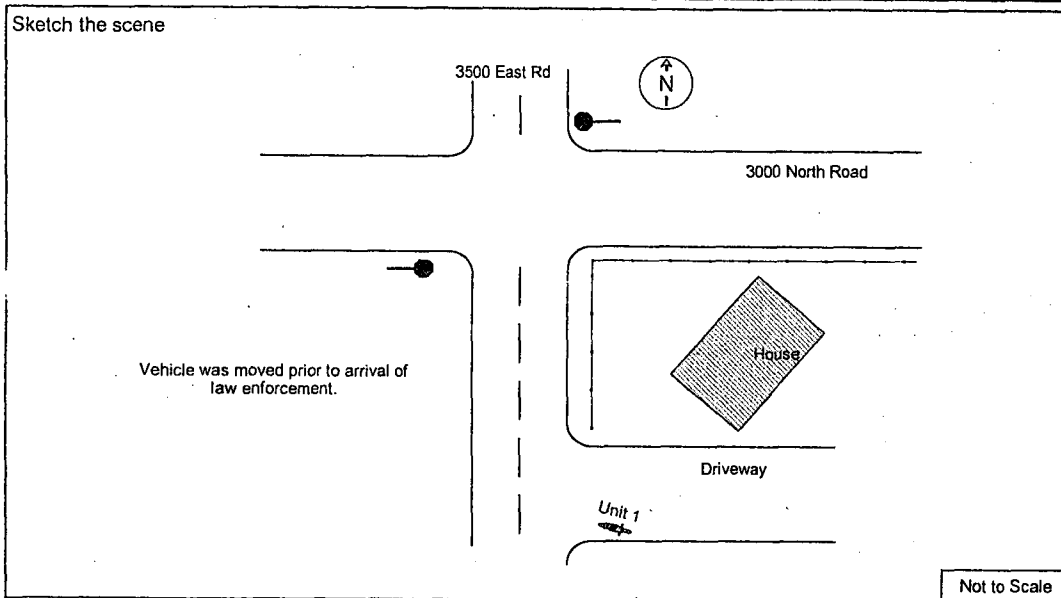 Sketch the scene
3500 East Rd
N
3000 North Road
House
Vehicle was moved prior to arrival of
law enforcement.
Driveway
Unit 1
Not to Scale